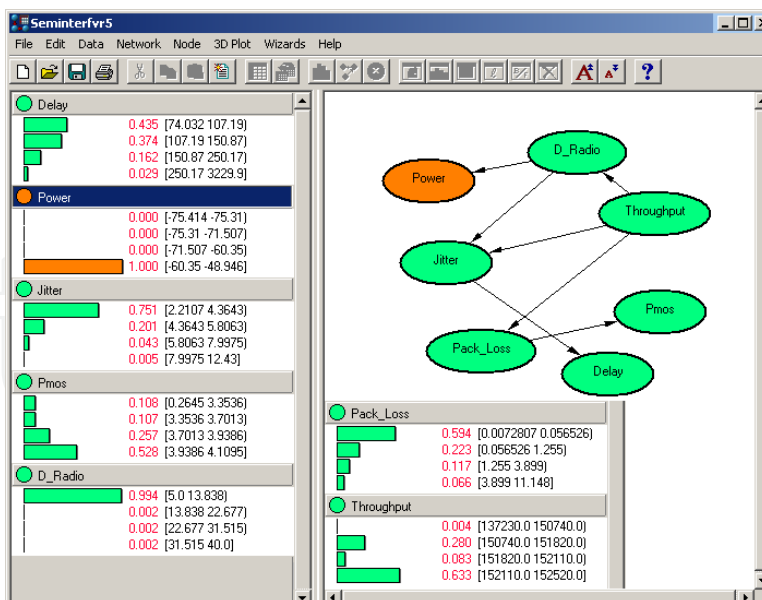 Seminterfvr5
File Edit Data Network Node 3D Plot Wizards Help
Delay
0.435 [74.032 107.19)
0.374 [107.19 150.87)
0.162 [150.87 250.17)
0.029 [250.17 3229.9)
Power
0.000 [-75.414 -75.31)
0.000 [-75.31 -71.507)
0.000 [-71.507 -60.35)
1.000 [-60.35 -48.946)
Jitter
0.751 [2.2107 4.3643)
0.201 [4.3643 5.8063)
0.043 [5.8063 7.9975)
0.005 [7.9975 12.43)
Pmos
0.108 [0.2645 3.3536)
0.107 [3.3536 3.7013)
0.257 [3.7013 3.9386)
0.528 [3.9386 4.1095)
D_Radio
0.994 [5.0 13.838)
0.002 [13.838 22.677)
0.002 [22.677 31.515)
0.002 [31.515 40.0]
D_Radio
Power
Throughput
Jitter
Pmos
Pack_Loss
Delay
Pack_Loss
0.594 [0.0072807 0.056526)
0.223 [0.056526 1.255)
0.117 [1.255 3.899)
0.066 [3.899 11.148)
Throughput
0.004 [137230.0 150740.0)
0.280 [150740.0 151820.0)
0.083 [151820.0 152110.0)
0.633 [152110.0 152520.0)